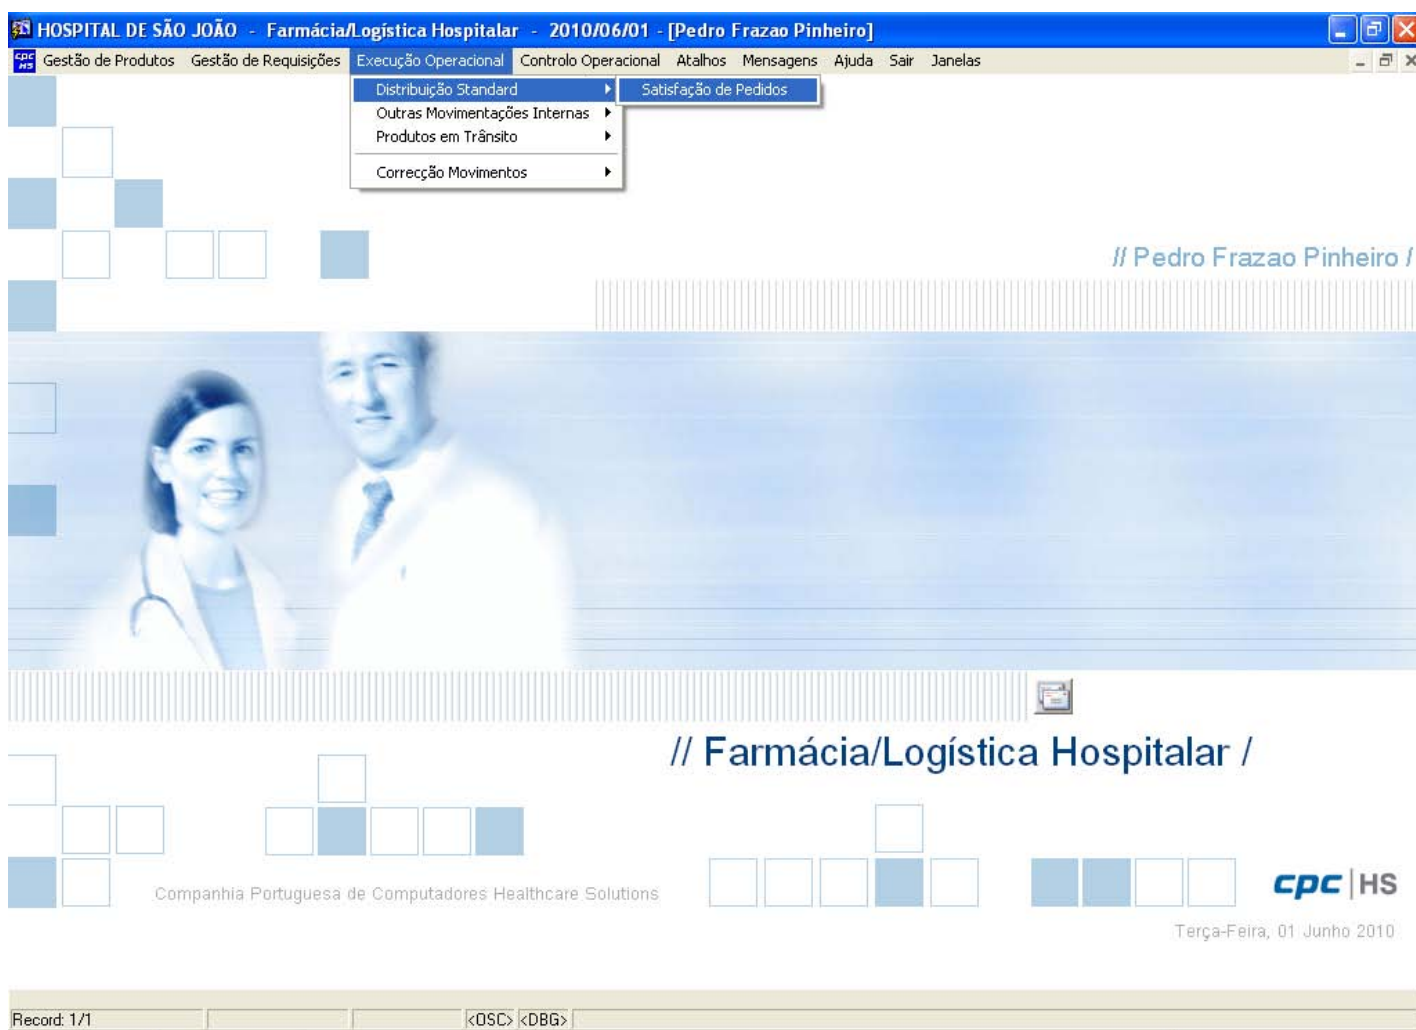 HOSPITAL DE SÃO JOÃO - Farmácia/Logística Hospitalar - 2010/06/01 - [Pedro Frazao Pinheiro]
cpc HS Gestão de Produtos Gestão de Requisições Execução Operacional Controlo Operacional Atalhos Mensagens Ajuda Sair Janelas
Distribuição Standard Satisfação de Pedidos
Outras Movimentações Internas
Produtos em Trânsito
Correcção Movimentos
// Pedro Frazao Pinheiro /
// Farmácia/Logística Hospitalar /
Companhia Portuguesa de Computadores Healthcare Solutions
cpc|HS
Terça-Feira, 01 Junho 2010
Record: 1/1 <OSC> <DBG>